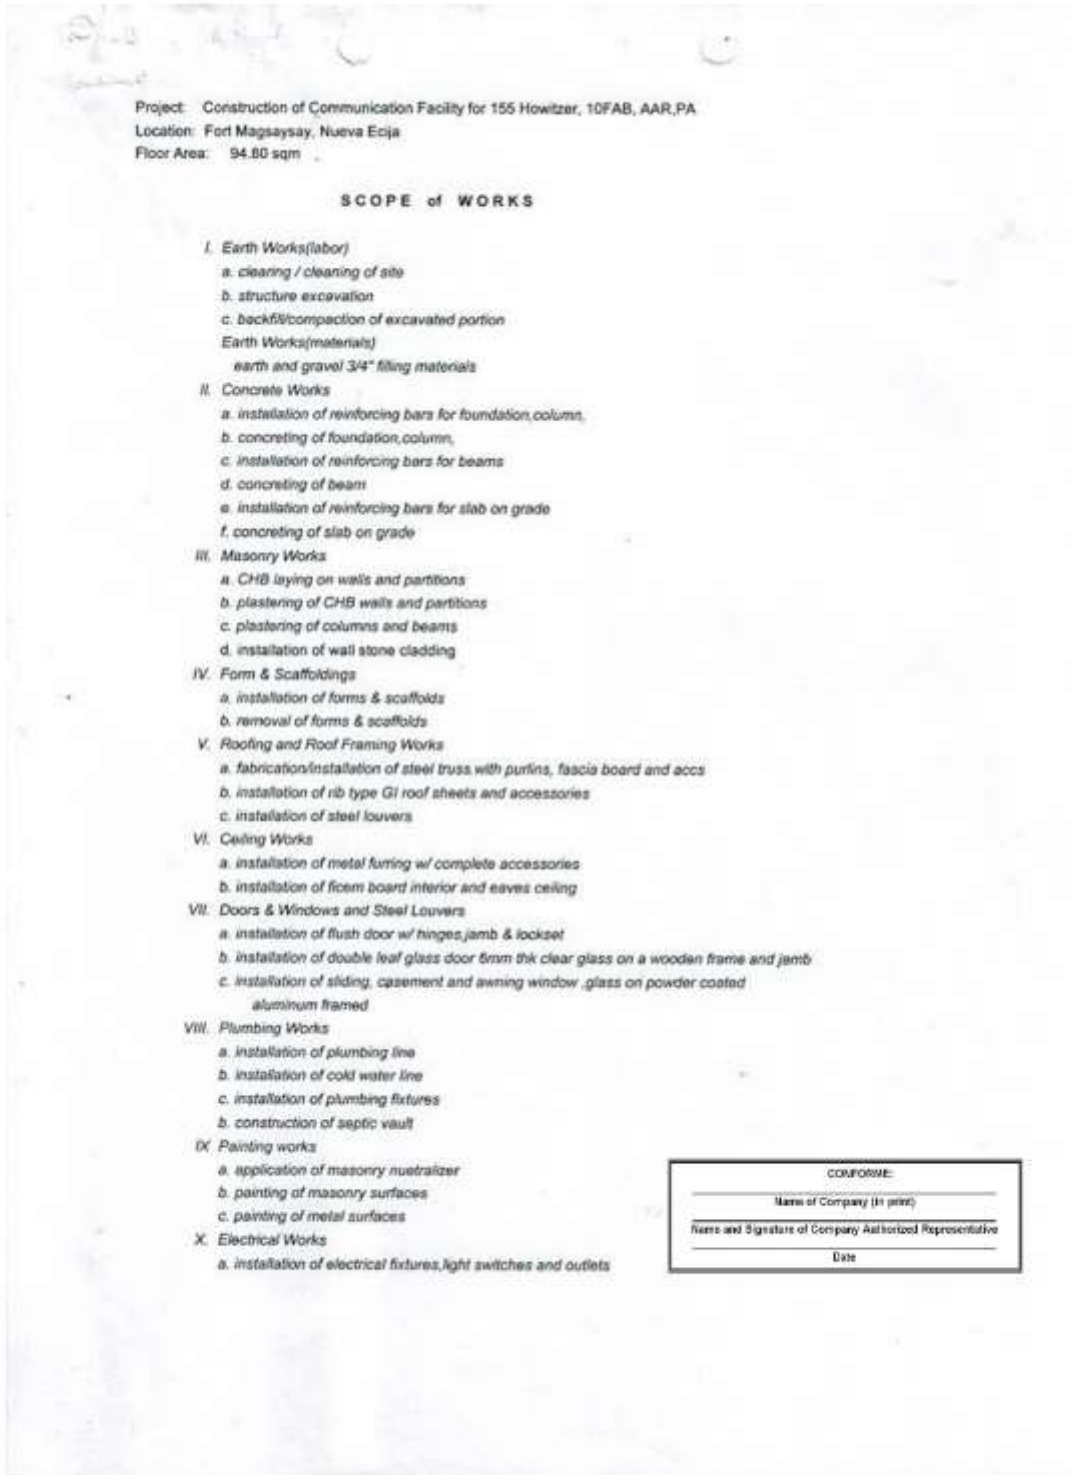 Project: Construction of Communication Facility for 155 Howitzer, 10FAB, AAR,PA
Location: Fort Magsaysay, Nueva Ecija
Floor Area: 94.80 sqm
SCOPE of WORKS
I. Earth Works(labor)
a. clearing / cleaning of site
b. structure excavation
c. backfill/compaction of excavated portion
Earth Works(materials)
earth and gravel 3/4" filling materials
II. Concrete Works
a. installation of reinforcing bars for foundation,column,
b. concreting of foundation,column,
c. installation of reinforcing bars for beams
d. concreting of beam
e. installation of reinforcing bars for slab on grade
f. concreting of slab on grade
III. Masonry Works
a. CHB laying on walls and partitions
b. plastering of CHB walls and partitions
c. plastering of columns and beams
d. installation of wall stone cladding
IV. Form & Scaffoldings
a. installation of forms & scaffolds
b. removal of forms & scaffolds
V. Roofing and Roof Framing Works
a. fabrication/installation of steel truss with purlins, fascia board and accs
b. installation of rib type GI roof sheets and accessories
c. installation of steel louvers
VI. Ceiling Works
a. installation of metal furring w/ complete accessories
b. installation of ficem board interior and eaves ceiling
VII. Doors & Windows and Steel Louvers
a. installation of flush door w/ hinges,jamb & lockset
b. installation of double leaf glass door 6mm thk clear glass on a wooden frame and jamb
c. installation of sliding, casement and awning window ,glass on powder coated
aluminum framed
VIII. Plumbing Works
a. installation of plumbing line
b. installation of cold water line
c. installation of plumbing fixtures
b. construction of septic vault
IX Painting works
a. application of masonry nuetralizer
b. painting of masonry surfaces
c. painting of metal surfaces
X. Electrical Works
a. installation of electrical fixtures,light switches and outlets
CONFORME:
Name of Company (in print)
Name and Signature of Company Authorized Representative
Date